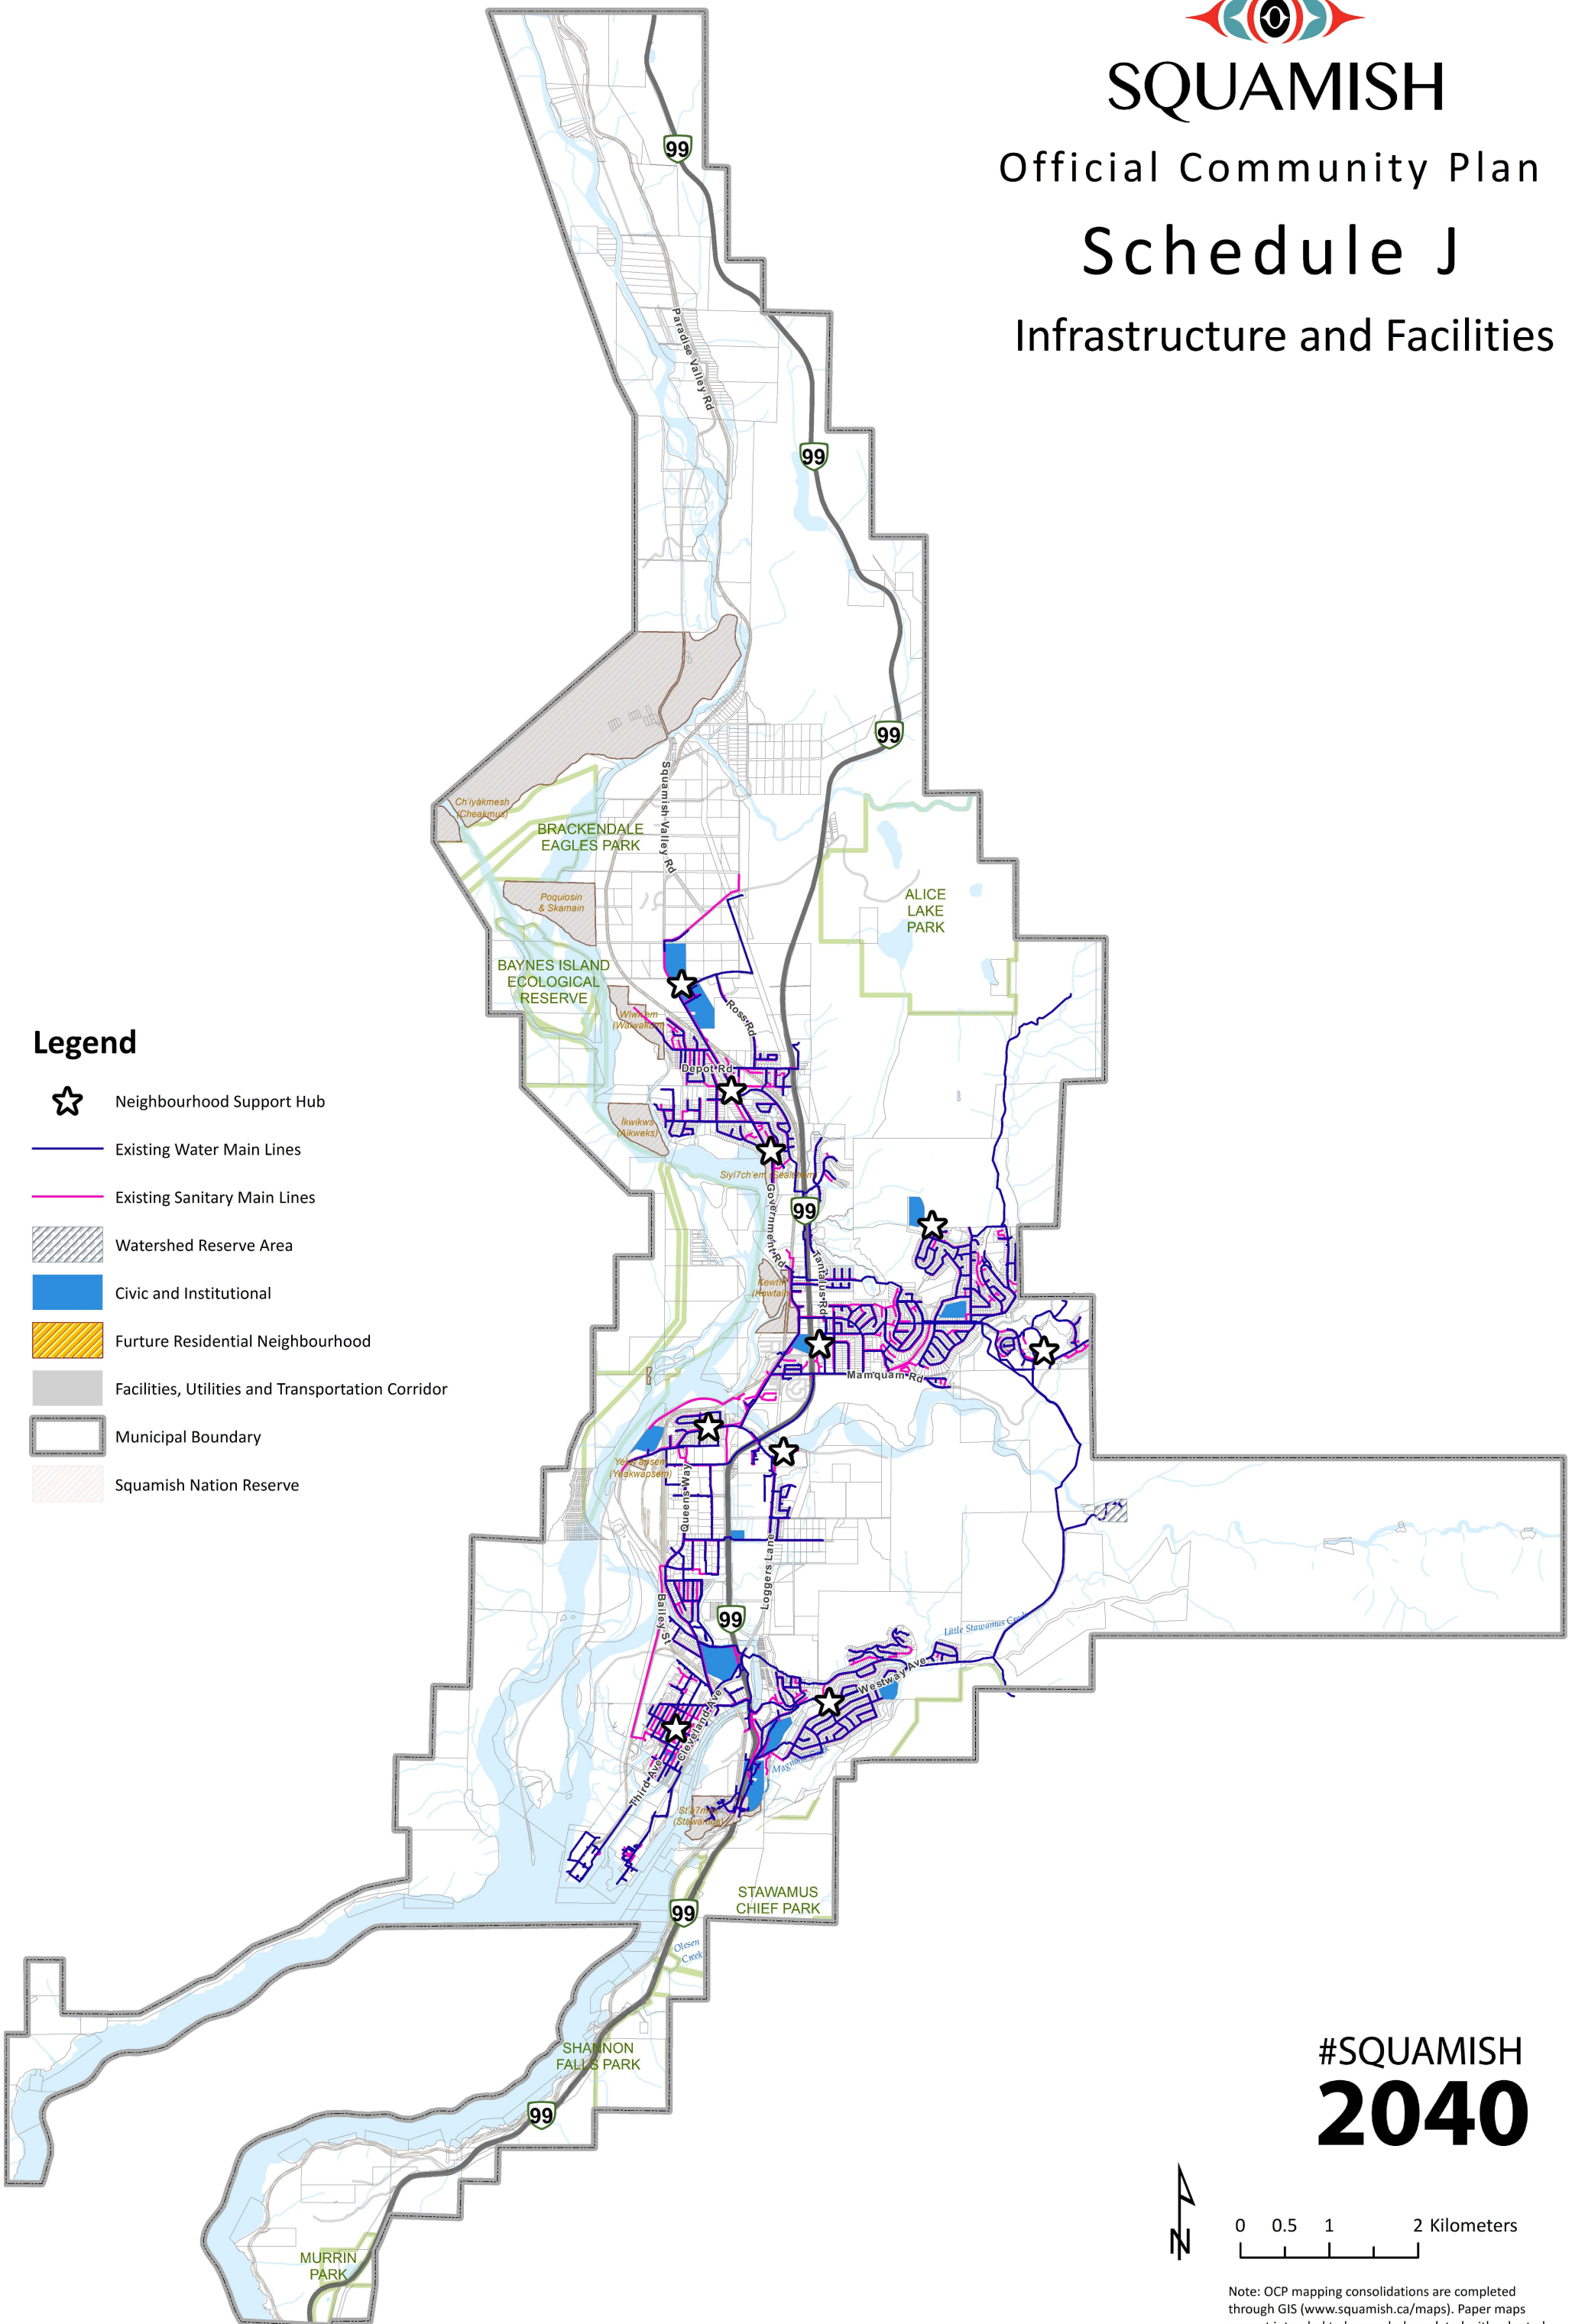 SQUAMISH
Official Community Plan
Schedule J
Infrastructure and Facilities
99
Paradise Valley Rd
99
99
Ch'iyákmesh
(Cheakmus)
BRACKENDALE
EAGLES PARK
Squamish Valley Rd
Poquiosin
& Skamain
ALICE
LAKE
PARK
BAYNES ISLAND
ECOLOGICAL
RESERVE
(Waiwakum)
Ross Rd
Depot Rd
Ikwikws
(Aikweks)
Government Rd
99
Tantalus Rd
(Kowtain)
Mamquam Rd
(Yeakwapsem)
Queens Way
Loggers Lane
Bailey St
99
Little Stawamus Creek
Westway Ave
Cleveland Ave
Third Ave
(Stawamus)
STAWAMUS
CHIEF PARK
99
Olesen
Creek
SHANNON
FALLS PARK
99
MURRIN
PARK
Legend
Neighbourhood Support Hub
Existing Water Main Lines
Existing Sanitary Main Lines
Watershed Reserve Area
Civic and Institutional
Furture Residential Neighbourhood
Facilities, Utilities and Transportation Corridor
Municipal Boundary
Squamish Nation Reserve
#SQUAMISH
2040
N
0 0.5 1 2 Kilometers
Note: OCP mapping consolidations are completed
through GIS (www.squamish.ca/maps). Paper maps